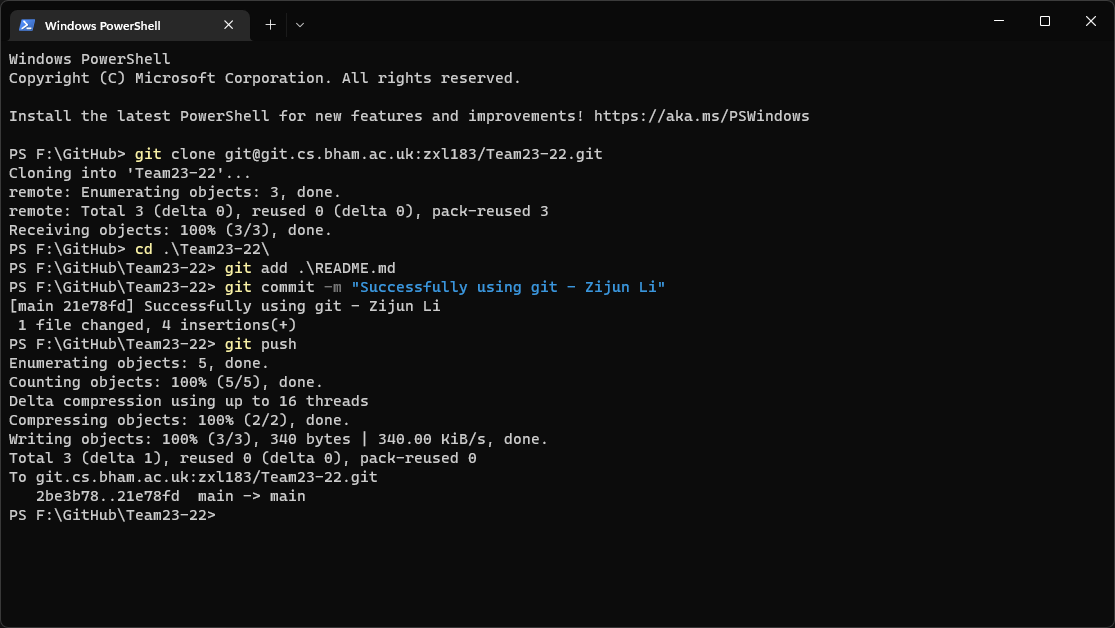 Windows PowerShell
Windows PowerShell
Copyright (C) Microsoft Corporation. All rights reserved.
Install the latest PowerShell for new features and improvements! https://aka.ms/PSWindows
PS F:\GitHub> git clone git@git.cs.bham.ac.uk:zxl183/Team23-22.git
Cloning into 'Team23-22'...
remote: Enumerating objects: 3, done.
remote: Total 3 (delta 0), reused 0 (delta 0), pack-reused 3
Receiving objects: 100% (3/3), done.
PS F:\GitHub> cd .\Team23-22\
PS F:\GitHub\Team23-22> git add .\README.md
PS F:\GitHub\Team23-22> git commit -m "Successfully using git - Zijun Li"
[main 21e78fd] Successfully using git - Zijun Li
 1 file changed, 4 insertions(+)
PS F:\GitHub\Team23-22> git push
Enumerating objects: 5, done.
Counting objects: 100% (5/5), done.
Delta compression using up to 16 threads
Compressing objects: 100% (2/2), done.
Writing objects: 100% (3/3), 340 bytes | 340.00 KiB/s, done.
Total 3 (delta 1), reused 0 (delta 0), pack-reused 0
To git.cs.bham.ac.uk:zxl183/Team23-22.git
   2be3b78..21e78fd  main -> main
PS F:\GitHub\Team23-22>